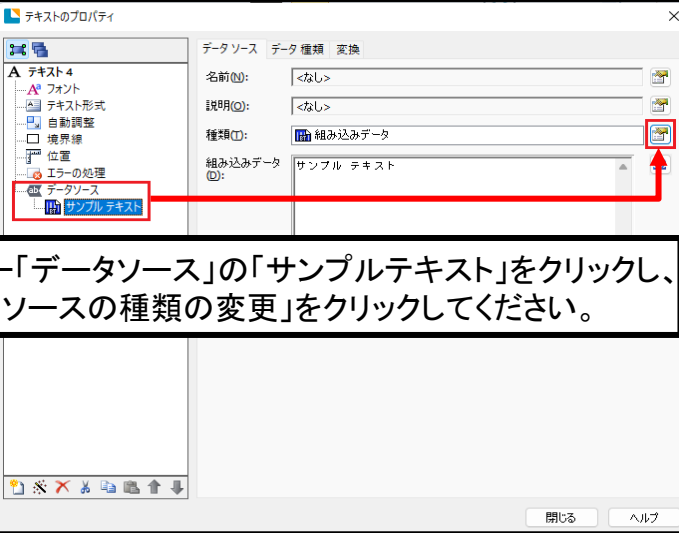 テキストのプロパティ
データ ソース データ種類 変換
A テキスト 4
フォント
テキスト形式
自動調整
境界線
位置
エラーの処理
データソース
サンプル テキスト
名前(N): <なし>
説明(O): <なし>
種類(T): 組み込みデータ
組み込みデータ
(D):
サンプル テキスト
ー「データソース」の「サンプルテキスト」をクリックし、
ソースの種類の変更」をクリックしてください。
閉じる ヘルプ